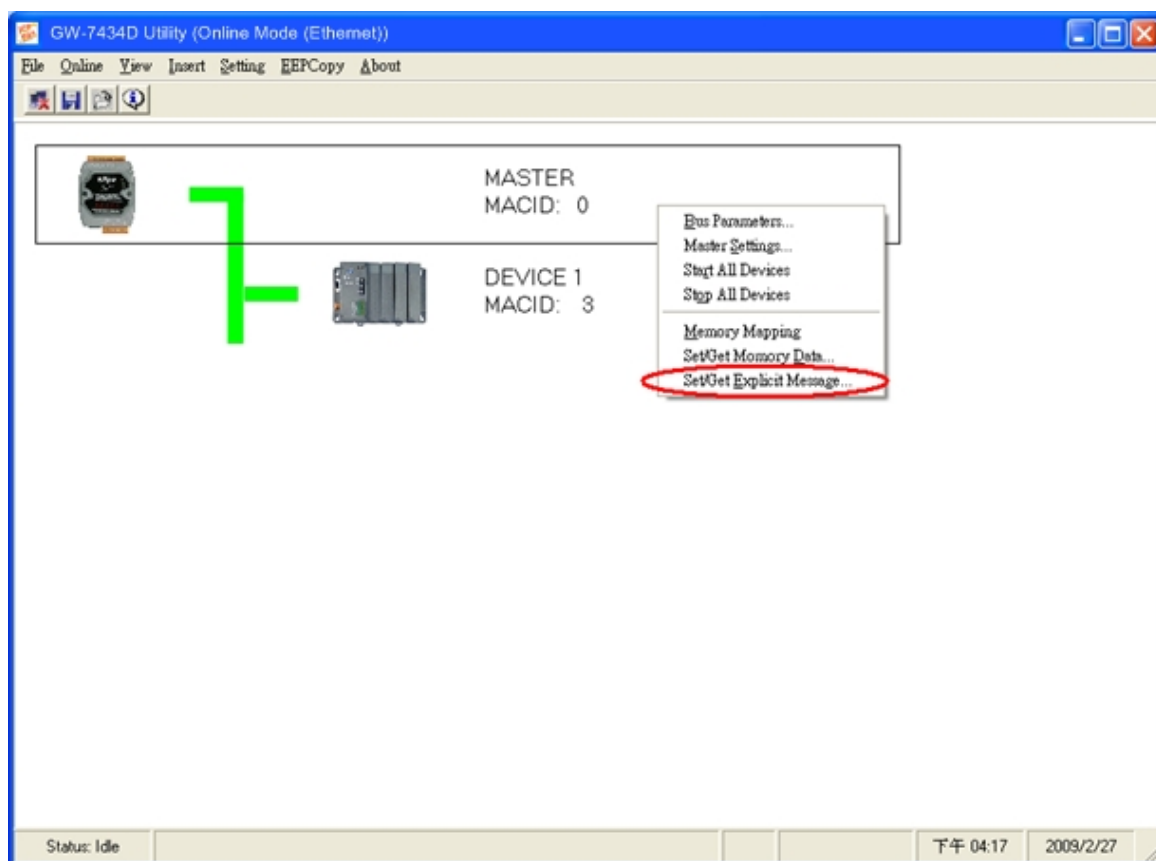 GW-7434D Utility (Online Mode (Ethernet))
File Online View Insert Setting EEPCopy About
MASTER
MACID: 0
DEVICE 1
MACID: 3
Bus Parameters...
Master Settings...
Start All Devices
Stop All Devices
Memory Mapping
Set/Get Momory Data...
Set/Get Explicit Message...
Status: Idle
下午 04:17
2009/2/27